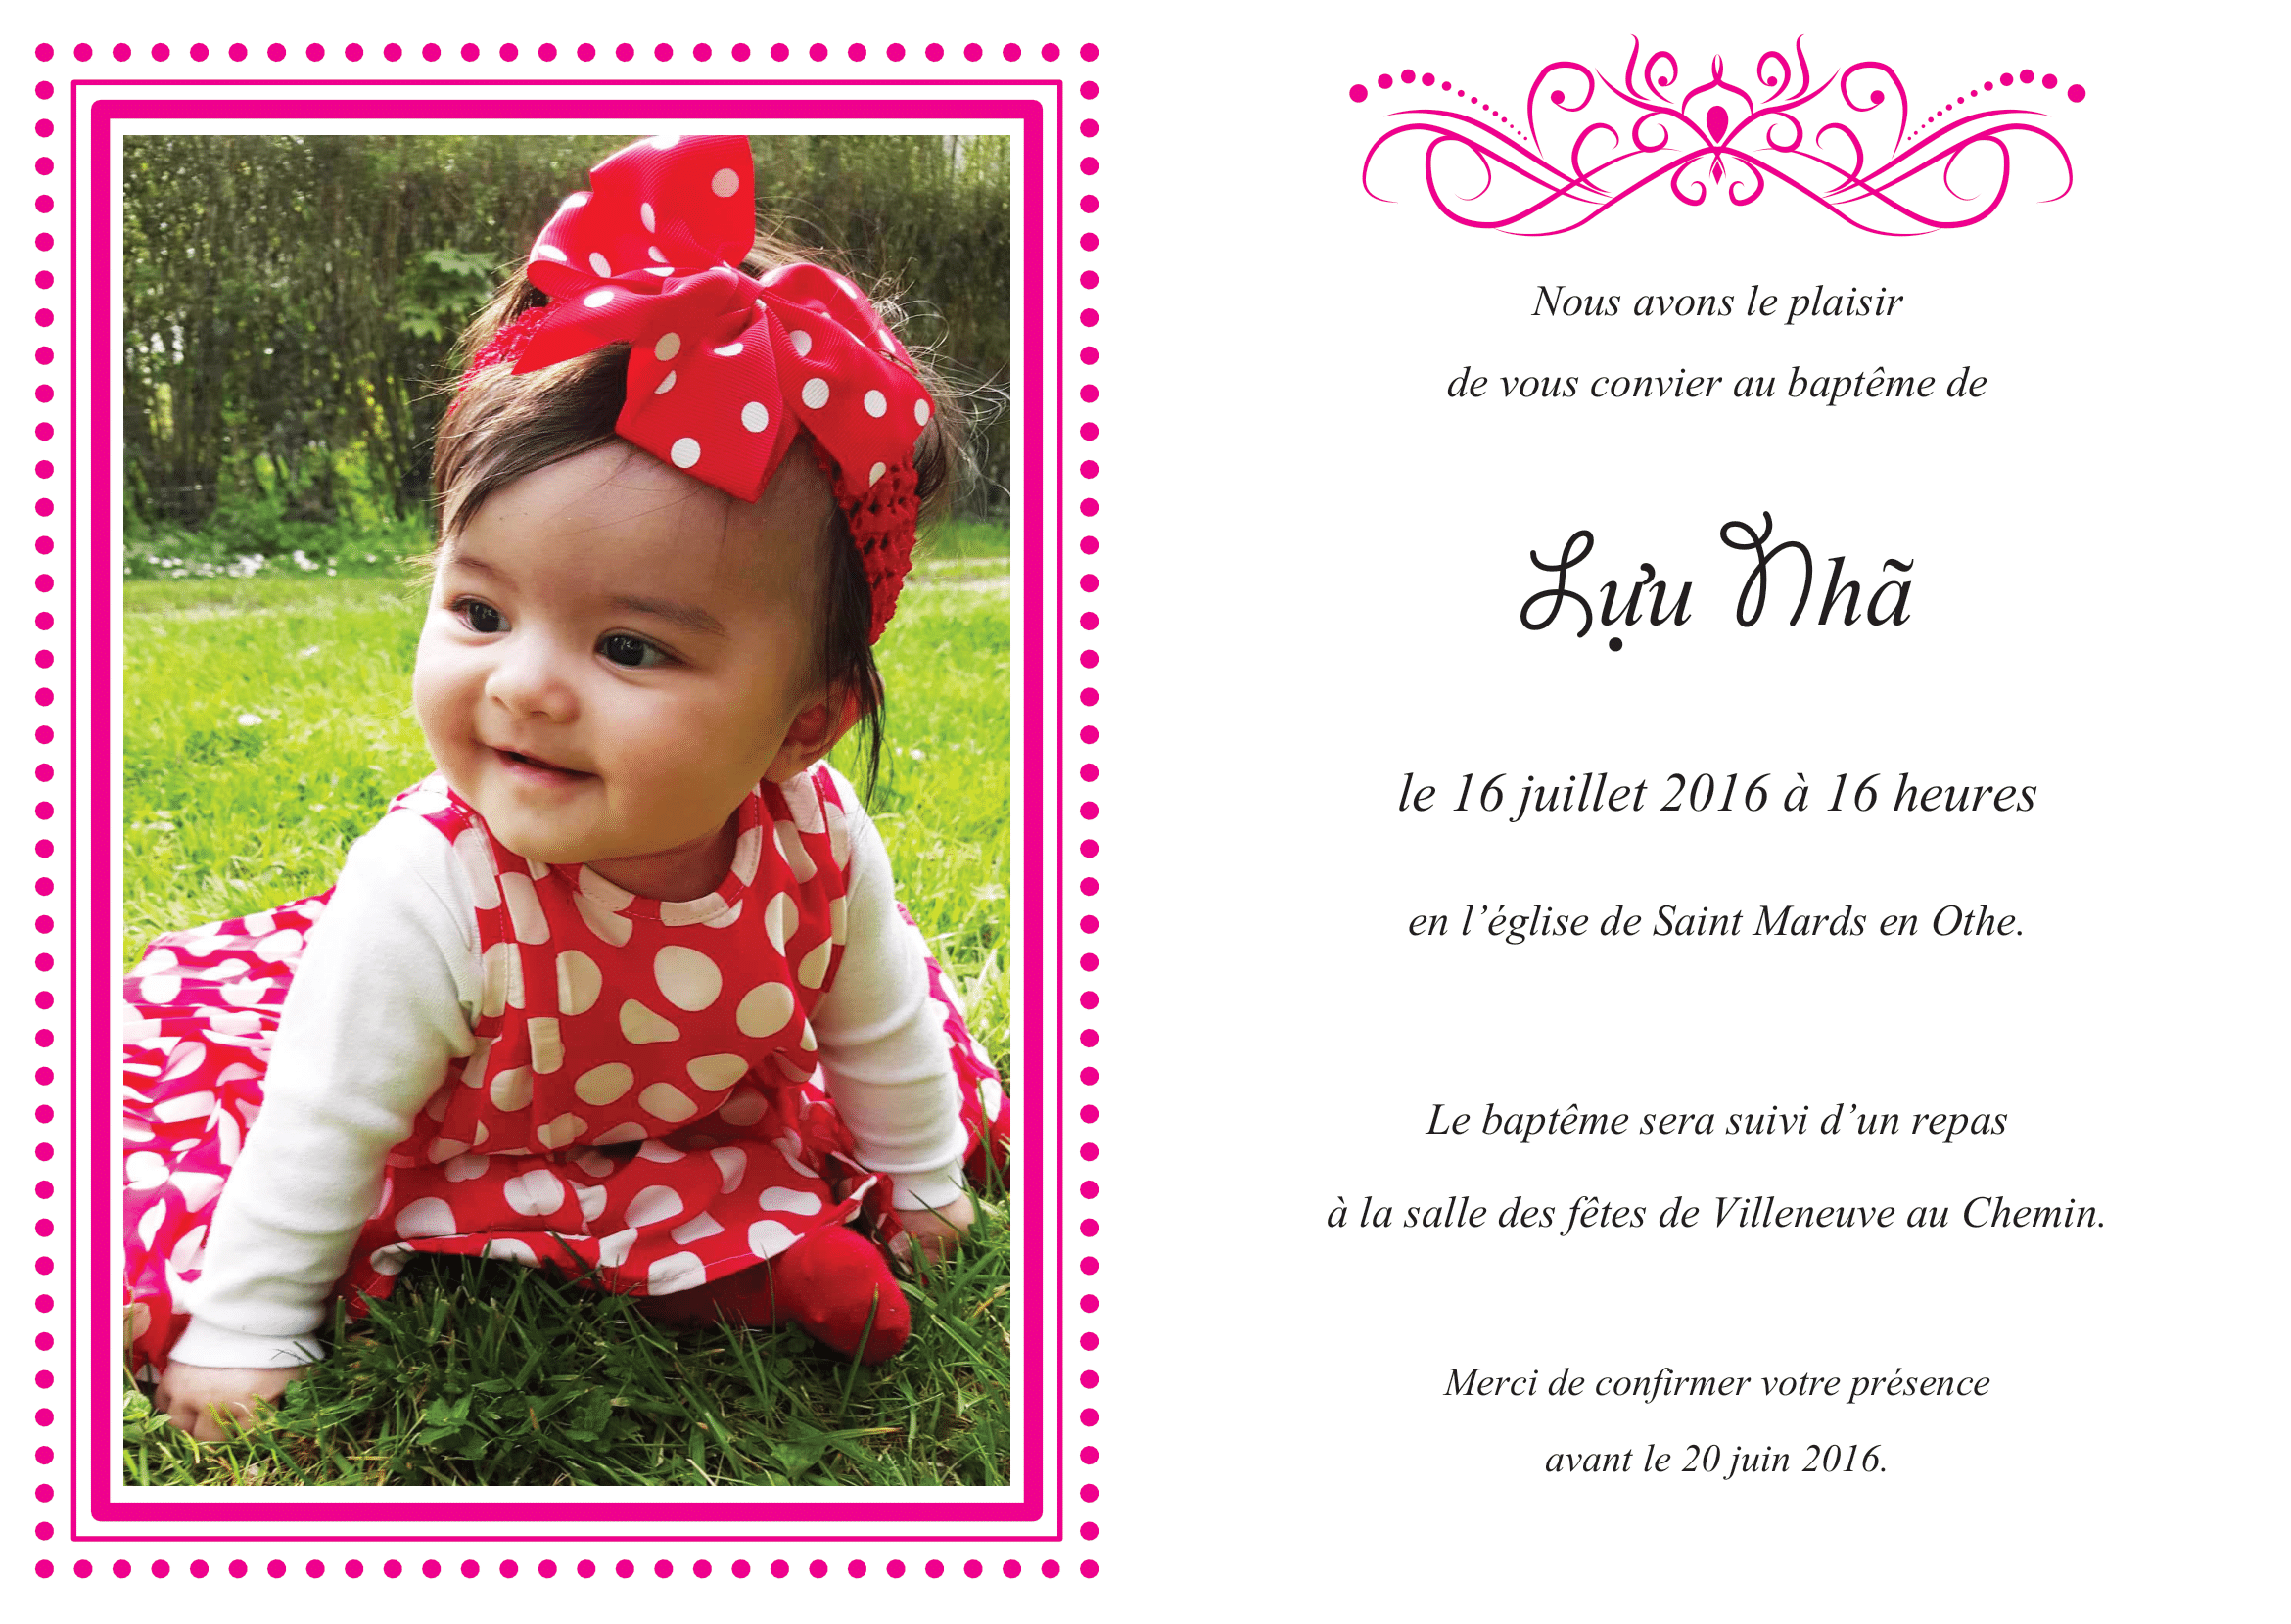 Nous avons le plaisir
de vous convier au baptême de
Lựu Nhã
le 16 juillet 2016 à 16 heures
en l’église de Saint Mards en Othe.
Le baptême sera suivi d’un repas
à la salle des fêtes de Villeneuve au Chemin.
Merci de confirmer votre présence
avant le 20 juin 2016.